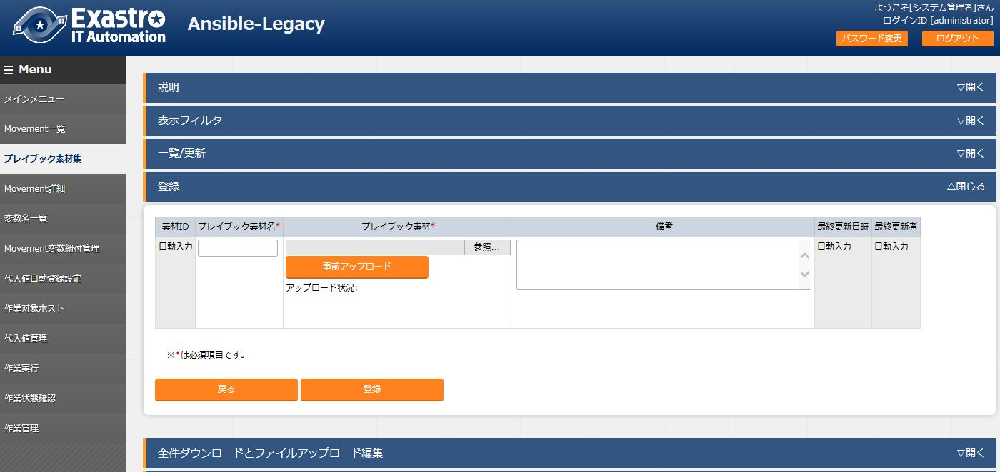 Exastro
IT Automation
Ansible-Legacy
ようこそ[システム管理者]さん
ログインID [administrator]
パスワード変更 ログアウト
Menu
メインメニュー
Movement一覧
プレイブック素材集
Movement詳細
変数名一覧
Movement変数紐付管理
代入値自動登録設定
作業対象ホスト
代入値管理
作業実行
作業状態確認
作業管理
説明 ▽開く
表示フィルタ ▽開く
一覧/更新 ▽開く
登録 △閉じる
素材ID プレイブック素材名* プレイブック素材* 備考 最終更新日時 最終更新者
自動入力 参照... 自動入力 自動入力
事前アップロード
アップロード状況:
※*は必須項目です。
戻る 登録
全件ダウンロードとファイルアップロード編集 ▽開く